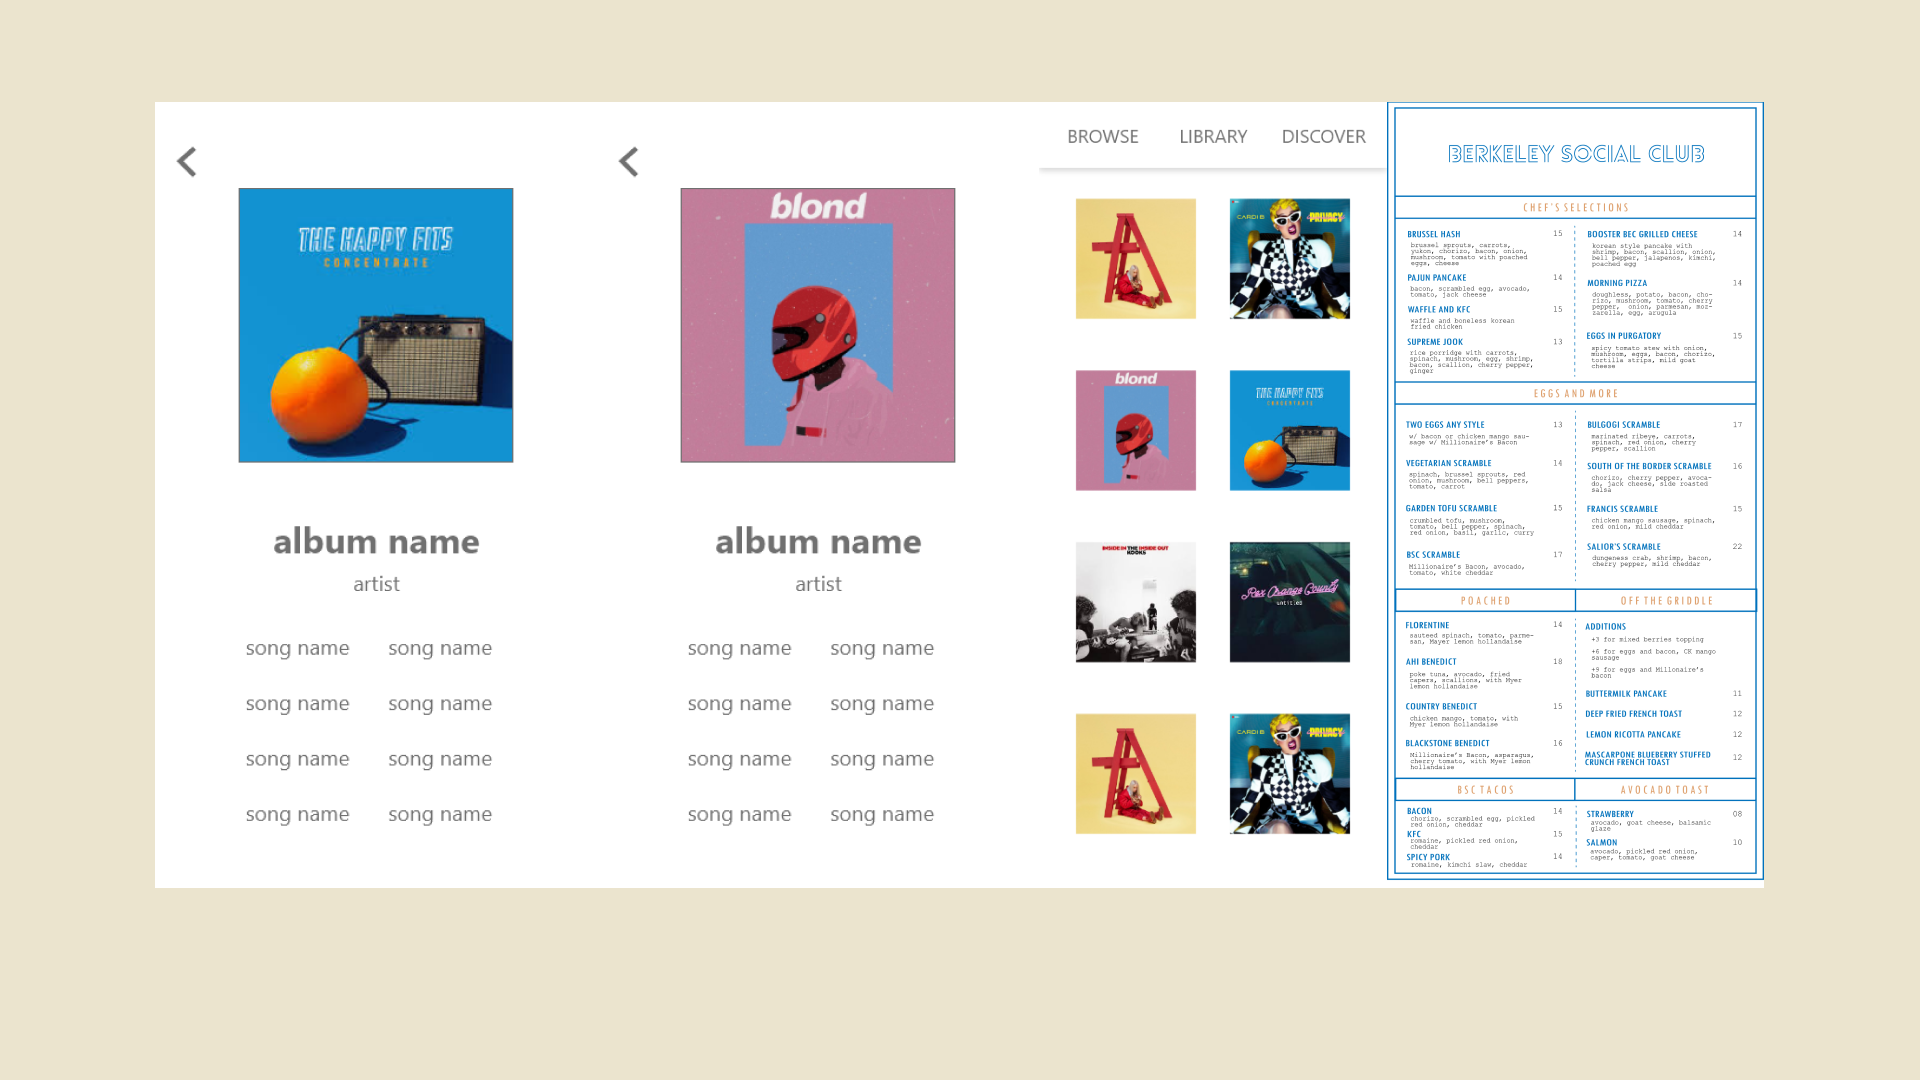 THE HAPPY FITS
CONCENTRATE
album name
artist
song name song name
song name song name
song name song name
song name song name
blond
album name
artist
song name song name
song name song name
song name song name
song name song name
BROWSE LIBRARY DISCOVER
CARDI B PRIVACY
blond
THE HAPPY FITS
CONCENTRATE
INSIDE IN THE INSIDE OUT
KOOKS
Rex Orange County
untitled
CARDI B PRIVACY
BERKELEY SOCIAL CLUB
CHEF'S SELECTIONS
BRUSSEL HASH 15
brussel sprouts, carrots,
yukon, chorizo, bacon, onion,
mushroom, tomato with poached
eggs, cheese
PAJUN PANCAKE 14
bacon, scrambled egg, avocado,
tomato, jack cheese
WAFFLE AND KFC 15
waffle and boneless korean
fried chicken
SUPREME JOOK 13
rice porridge with carrots,
spinach, mushroom, egg, shrimp,
bacon, scallion, cherry pepper,
ginger
BOOSTER BEC GRILLED CHEESE 14
korean style pancake with
shrimp, bacon, scallion, onion,
bell pepper, jalapenos, kimchi,
poached egg
MORNING PIZZA 14
doughless, potato, bacon, cho-
rizo, mushroom, tomato, cherry
pepper, onion, parmesan, moz-
zarella, egg, arugula
EGGS IN PURGATORY 15
spicy tomato stew with onion,
mushroom, eggs, bacon, chorizo,
tortilla strips, mild goat
cheese
EGGS AND MORE
TWO EGGS ANY STYLE 13
w/ bacon or chicken mango sau-
sage w/ Millionaire's Bacon
VEGETARIAN SCRAMBLE 14
spinach, brussel sprouts, red
onion, mushroom, bell peppers,
tomato, carrot
GARDEN TOFU SCRAMBLE 15
crumbled tofu, mushroom,
tomato, bell pepper, spinach,
red onion, basil, garlic, curry
BSC SCRAMBLE 17
Millionaire's Bacon, avocado,
tomato, white cheddar
BULGOGI SCRAMBLE 17
marinated ribeye, carrots,
spinach, red onion, cherry
pepper, scallion
SOUTH OF THE BORDER SCRAMBLE 16
chorizo, cherry pepper, avoca-
do, jack cheese, side roasted
salsa
FRANCIS SCRAMBLE 15
chicken mango sausage, spinach,
red onion, mild cheddar
SALIOR'S SCRAMBLE 22
dungeness crab, shrimp, bacon,
cherry pepper, mild cheddar
POACHED
FLORENTINE 14
sauteed spinach, tomato, parme-
san, Mayer lemon hollandaise
AHI BENEDICT 18
poke tuna, avocado, fried
capers, scallions, with Myer
lemon hollandaise
COUNTRY BENEDICT 15
chicken mango, tomato, with
Myer lemon hollandaise
BLACKSTONE BENEDICT 16
Millionaire's Bacon, asparagus,
cherry tomato, with Myer lemon
hollandaise
OFF THE GRIDDLE
ADDITIONS
+3 for mixed berries topping
+6 for eggs and bacon, CK mango
sausage
+9 for eggs and Millonaire's
bacon
BUTTERMILK PANCAKE 11
DEEP FRIED FRENCH TOAST 12
LEMON RICOTTA PANCAKE 12
MASCARPONE BLUEBERRY STUFFED
CRUNCH FRENCH TOAST 12
BSC TACOS
BACON 14
chorizo, scrambled egg, pickled
red onion, cheddar
KFC 15
romaine, pickled red onion,
cheddar
SPICY PORK 14
romaine, kimchi slaw, cheddar
AVOCADO TOAST
STRAWBERRY 08
avocado, goat cheese, balsamic
glaze
SALMON 10
avocado, pickled red onion,
caper, tomato, goat cheese